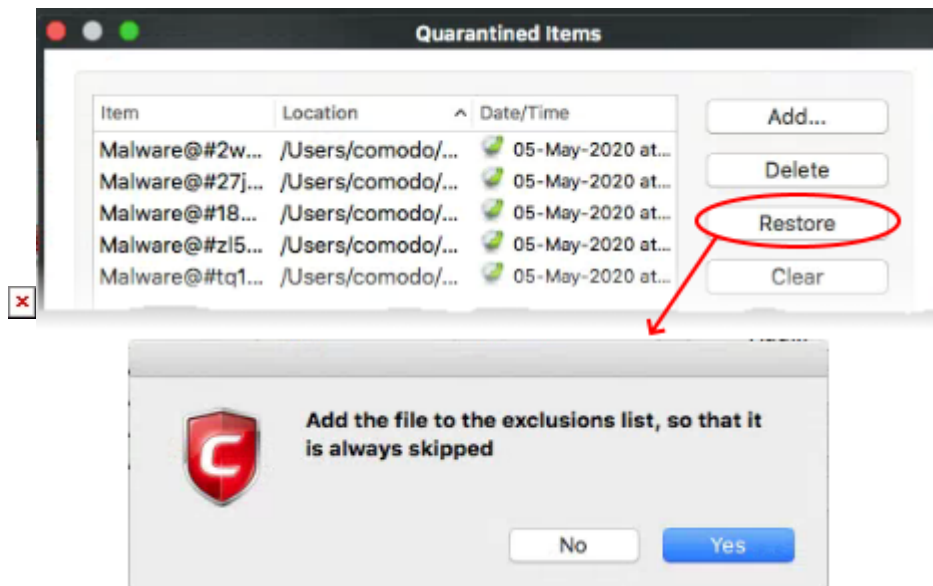 Quarantined Items
Item Location Date/Time
Add...
Malware@#2w... /Users/comodo/... 05-May-2020 at...
Malware@#27j... /Users/comodo/... 05-May-2020 at...
Delete
Malware@#18... /Users/comodo/... 05-May-2020 at...
Restore
Malware@#zl5... /Users/comodo/... 05-May-2020 at...
Malware@#tq1... /Users/comodo/... 05-May-2020 at...
Clear
C
Add the file to the exclusions list, so that it
is always skipped
No Yes